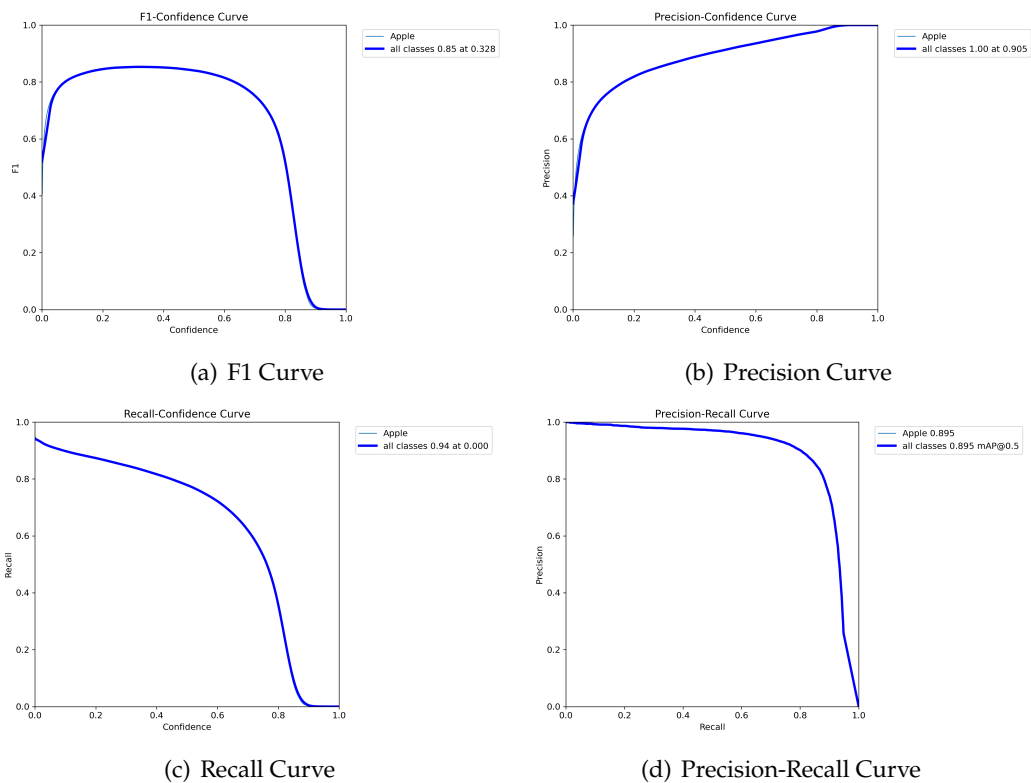 F1-Confidence Curve
1.0
0.8
0.6
0.4
0.2
0.0
F1
0.0 0.2 0.4 0.6 0.8 1.0
Confidence
Apple
all classes 0.85 at 0.328
(a) F1 Curve
Precision-Confidence Curve
1.0
0.8
0.6
0.4
0.2
0.0
Precision
0.0 0.2 0.4 0.6 0.8 1.0
Confidence
Apple
all classes 1.00 at 0.905
(b) Precision Curve
Recall-Confidence Curve
1.0
0.8
0.6
0.4
0.2
0.0
Recall
0.0 0.2 0.4 0.6 0.8 1.0
Confidence
Apple
all classes 0.94 at 0.000
(c) Recall Curve
Precision-Recall Curve
1.0
0.8
0.6
0.4
0.2
0.0
Precision
0.0 0.2 0.4 0.6 0.8 1.0
Recall
Apple 0.895
all classes 0.895 mAP@0.5
(d) Precision-Recall Curve